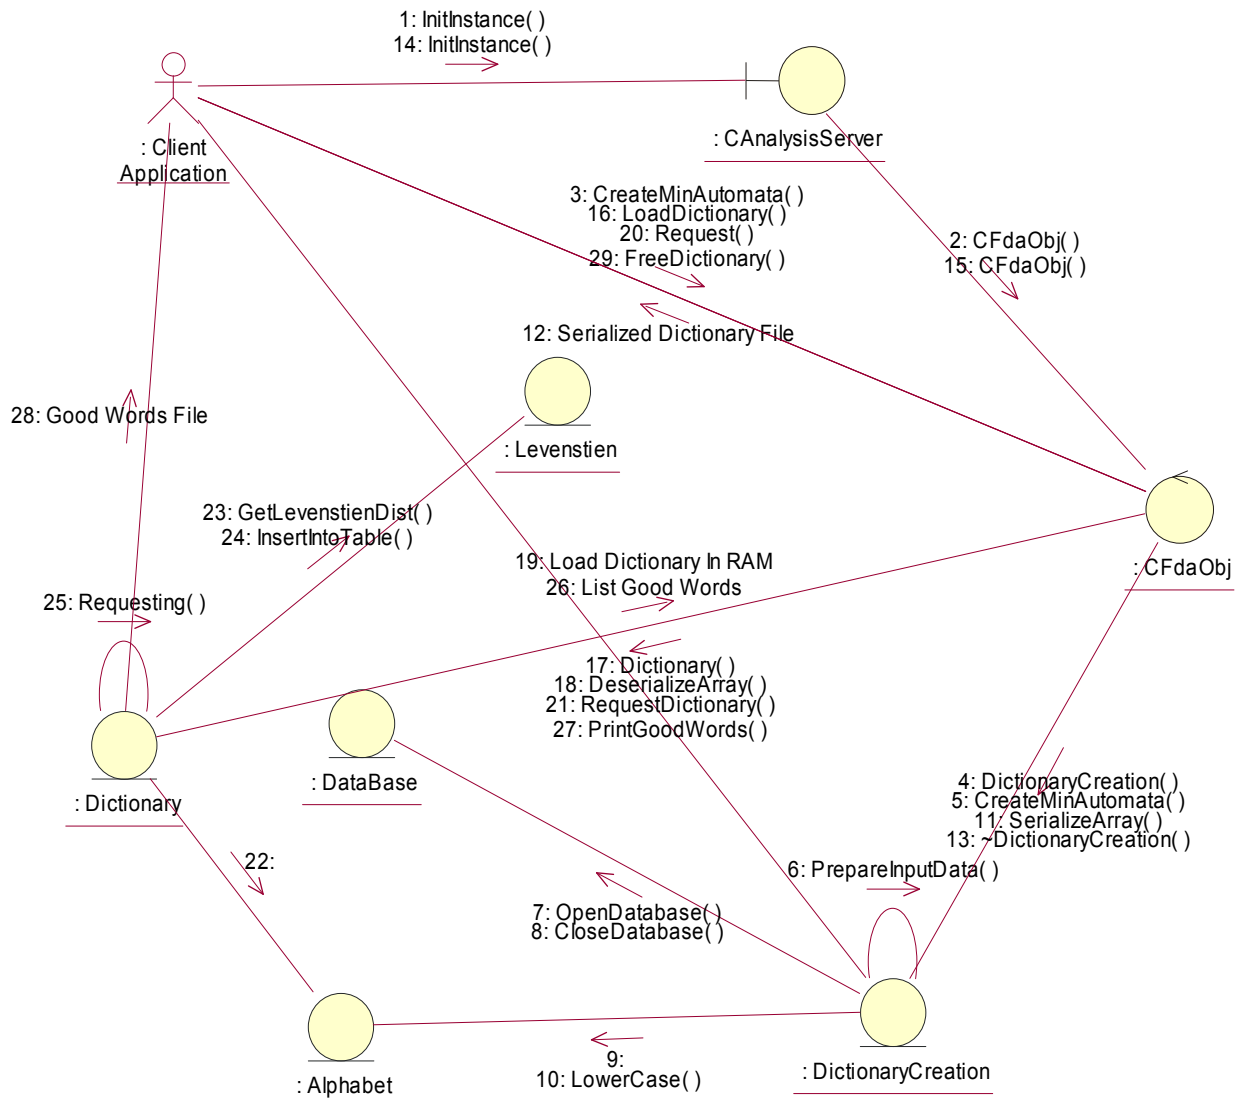 1: InitInstance( )
14: InitInstance( )
: Client
Application
: CAnalysisServer
3: CreateMinAutomata( )
16: LoadDictionary( )
20: Request( )
29: FreeDictionary( )
2: CFdaObj( )
15: CFdaObj( )
12: Serialized Dictionary File
28: Good Words File
: Levenstien
23: GetLevenstienDist( )
24: InsertIntoTable( )
19: Load Dictionary In RAM
26: List Good Words
: CFdaObj
25: Requesting( )
17: Dictionary( )
18: DeserializeArray( )
21: RequestDictionary( )
27: PrintGoodWords( )
: DataBase
: Dictionary
4: DictionaryCreation( )
5: CreateMinAutomata( )
11: SerializeArray( )
13: ~DictionaryCreation( )
22:
6: PrepareInputData( )
7: OpenDatabase( )
8: CloseDatabase( )
9:
10: LowerCase( )
: Alphabet
: DictionaryCreation